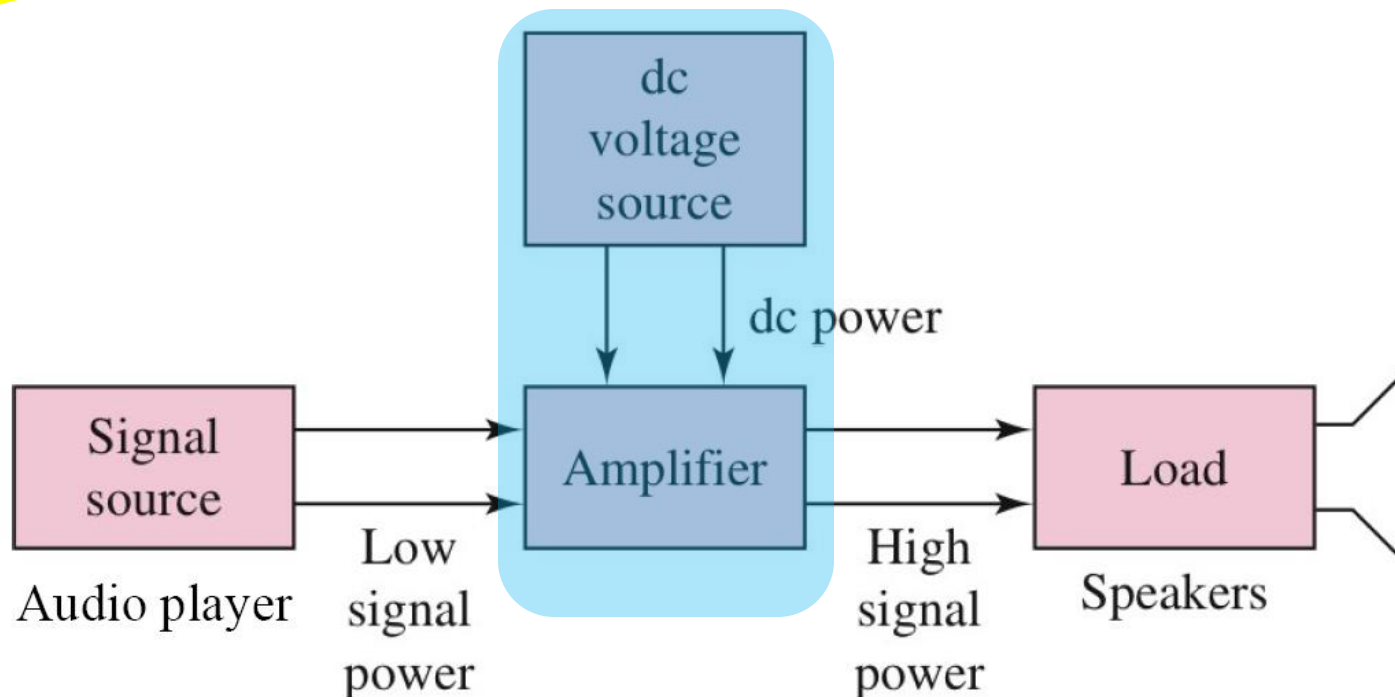 dc
voltage
source
dc power
Signal
source
Amplifier
Load
Audio player
Low
signal
power
High
signal
power
Speakers